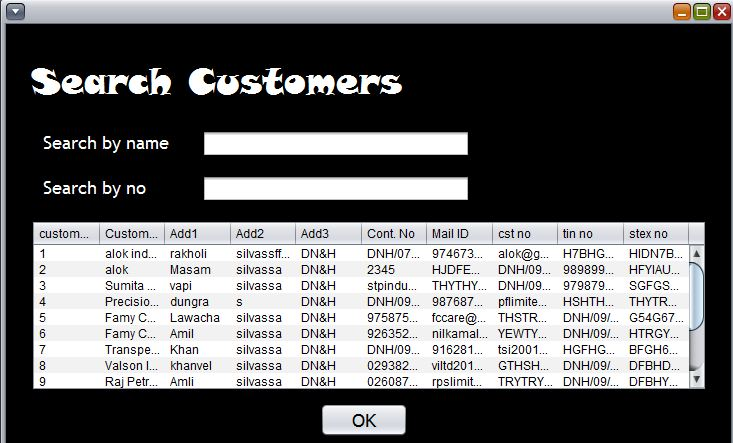 Search Customers
Search by name
Search by no
custom... Custom... Add1 Add2 Add3 Cont. No Mail ID cst no tin no stex no
1 alok ind... rakholi silvassff... DN&H DNH/07... 974673... alok@g... H7BHG... HIDN7B...
2 alok Masam silvassa DN&H 2345 HJDFE... DNH/09... 989899... HFYIAU...
3 Sumita ... vapi silvassa DN&H stpindu... THYTHY... DNH/09... 979879... SGFGS...
4 Precisio... dungra s DN&H DNH/09... 987687... pflimite... HSHTH... THYTR...
5 Famy C... Lawacha silvassa DN&H 975875... fccare@... THSTR... DNH/09/... G54G67...
6 Famy C... Amil silvassa DN&H 926352... nilkamal... YEWTY... DNH/09/... HTRGY...
7 Transpe... Khan silvassa DN&H DNH/09... 916281... tsi2001... HGFHG... BFGH6...
8 Valson I... khanvel silvassa DN&H 029382... viltd201... GTHSH... DNH/09/... DFBHD...
9 Raj Petr... Amli silvassa DN&H 026087... rpslimit... TRYTRY... DNH/09/... DFBHY...
OK